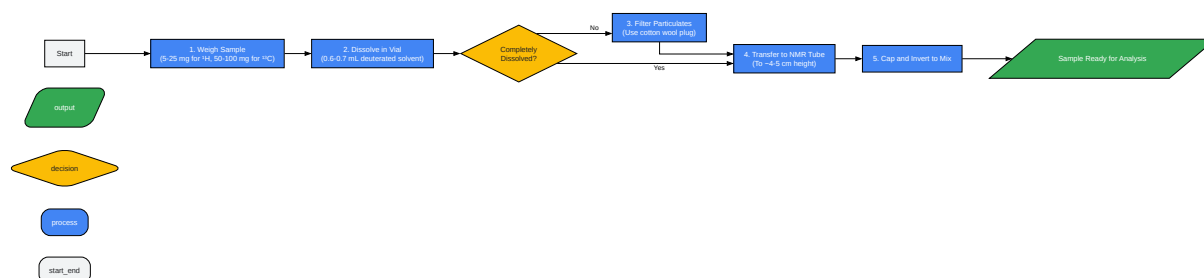 Start
1. Weigh Sample
(5-25 mg for ¹H, 50-100 mg for ¹³C)
2. Dissolve in Vial
(0.6-0.7 mL deuterated solvent)
Completely
Dissolved?
No
3. Filter Particulates
(Use cotton wool plug)
Yes
4. Transfer to NMR Tube
(To ~4-5 cm height)
5. Cap and Invert to Mix
Sample Ready for Analysis
output
decision
process
start_end